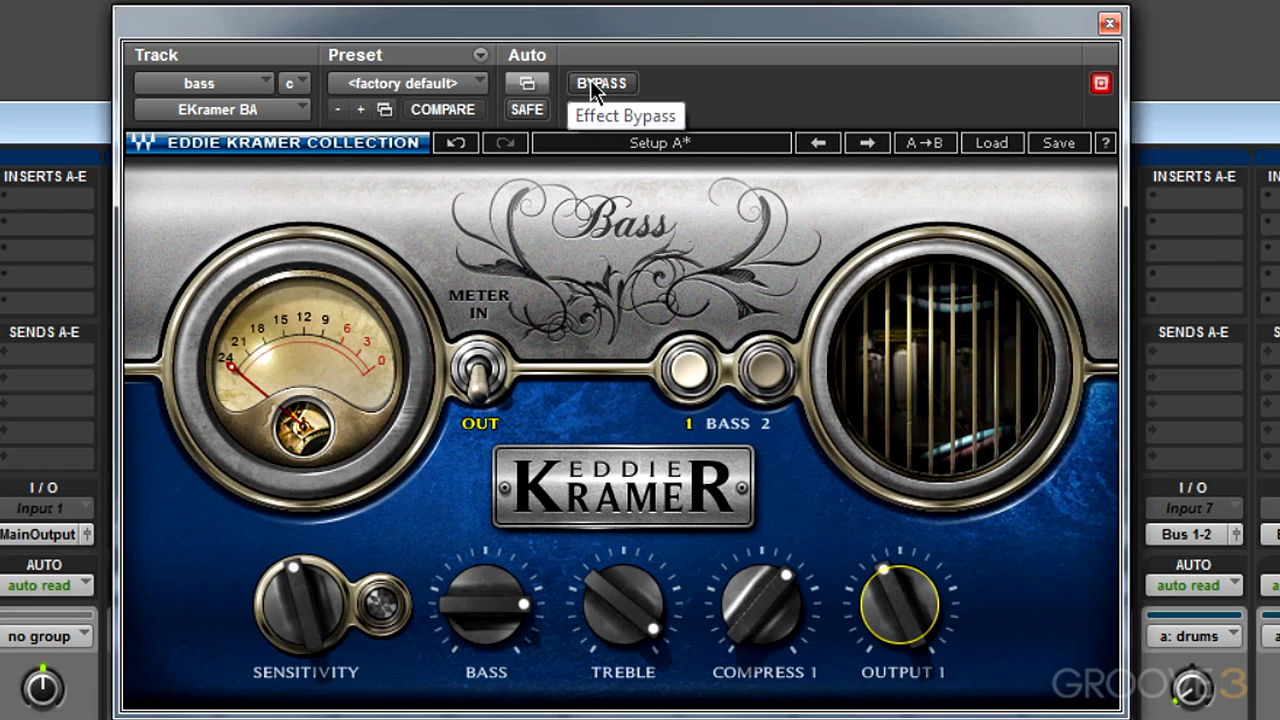 Track
Preset
Auto
bass
c
<factory default>
BYPASS
EKramer BA
- +
COMPARE
SAFE
Effect Bypass
EDDIE KRAMER COLLECTION
Setup A*
A→B
Load
Save
?
INSERTS A-E
SENDS A-E
I / O
Input 1
MainOutput
AUTO
auto read
no group
Bass
METER
IN
OUT
24 21 18 15 12 9 6 3 0
1 BASS 2
EDDIE
KRAMER
SENSITIVITY
BASS
TREBLE
COMPRESS 1
OUTPUT 1
INSERTS A-E
IN
SENDS A-E
I / O
Input 7
Bus 1-2
AUTO
auto read
a: drums
GROOVE3